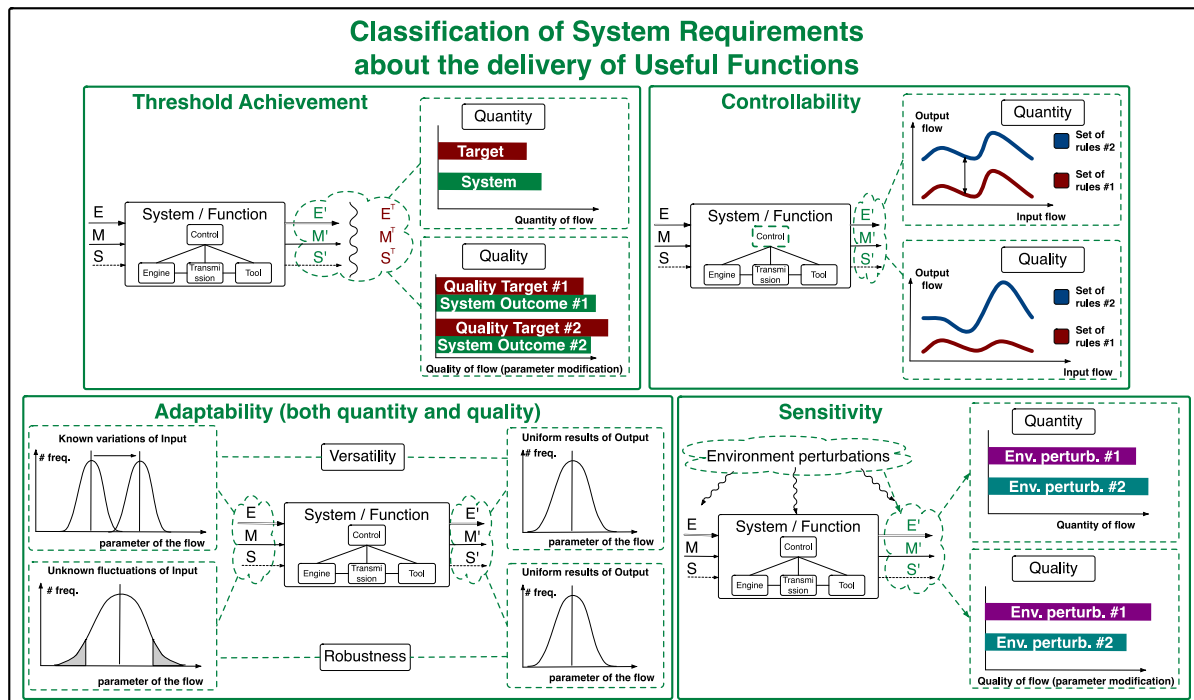 Classification of System Requirements
about the delivery of Useful Functions
Threshold Achievement
E
M
S
System / Function
Control
Engine
Transmi
ssion
Tool
E'
M'
S'
E^T
M^T
S^T
Quantity
Target
System
Quantity of flow
Quality
Quality Target #1
System Outcome #1
Quality Target #2
System Outcome #2
Quality of flow (parameter modification)
Controllability
E
M
S
System / Function
Control
Engine
Transmi
ssion
Tool
E'
M'
S'
Quantity
Output
flow
Set of
rules #2
Set of
rules #1
Input flow
Quality
Output
flow
Set of
rules #2
Set of
rules #1
Input flow
Adaptability (both quantity and quality)
Known variations of Input
# freq.
parameter of the flow
Versatility
Uniform results of Output
# freq.
parameter of the flow
E
M
S
System / Function
Control
Engine
Transmi
ssion
Tool
E'
M'
S'
Unknown fluctuations of Input
# freq.
parameter of the flow
Robustness
Uniform results of Output
# freq.
parameter of the flow
Sensitivity
Environment perturbations
E
M
S
System / Function
Control
Engine
Transmi
ssion
Tool
E'
M'
S'
Quantity
Env. perturb. #1
Env. perturb. #2
Quantity of flow
Quality
Env. perturb. #1
Env. perturb. #2
Quality of flow (parameter modification)